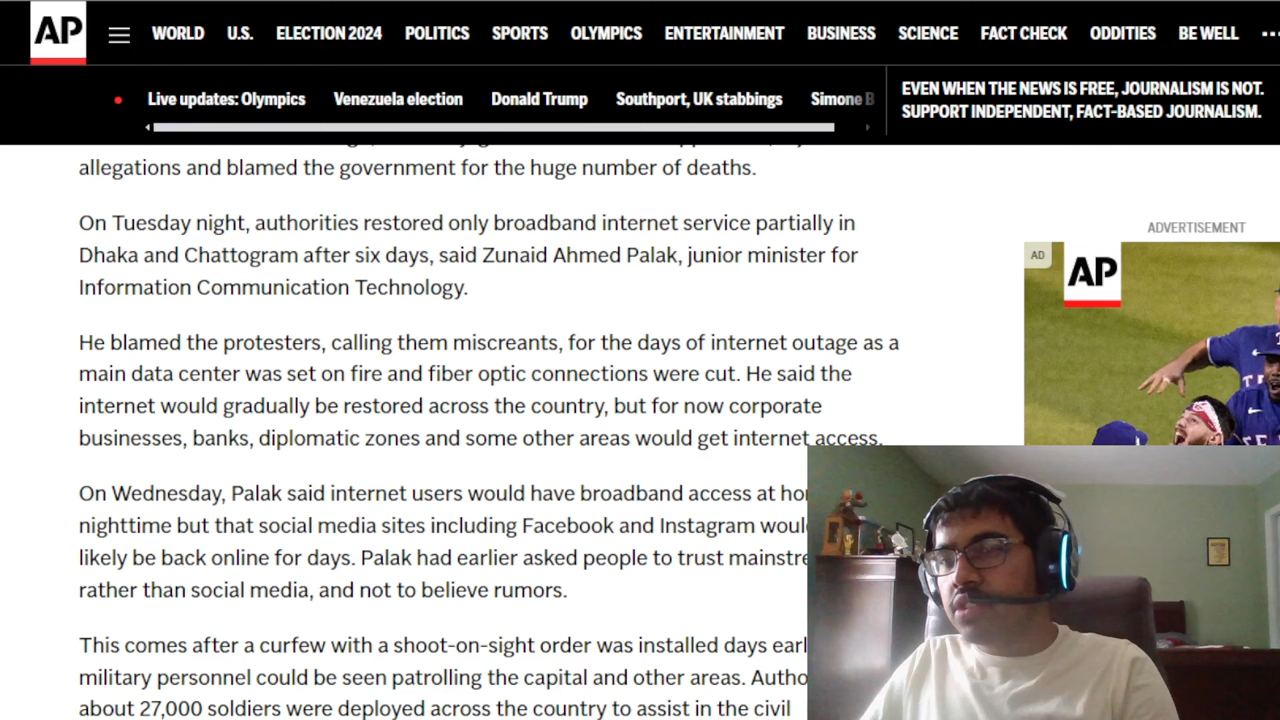 AP
WORLD U.S. ELECTION 2024 POLITICS SPORTS OLYMPICS ENTERTAINMENT BUSINESS SCIENCE FACT CHECK ODDITIES BE WELL
Live updates: Olympics Venezuela election Donald Trump Southport, UK stabbings Simone B
EVEN WHEN THE NEWS IS FREE, JOURNALISM IS NOT.
SUPPORT INDEPENDENT, FACT-BASED JOURNALISM.
allegations and blamed the government for the huge number of deaths.
On Tuesday night, authorities restored only broadband internet service partially in
Dhaka and Chattogram after six days, said Zunaid Ahmed Palak, junior minister for
Information Communication Technology.
He blamed the protesters, calling them miscreants, for the days of internet outage as a
main data center was set on fire and fiber optic connections were cut. He said the
internet would gradually be restored across the country, but for now corporate
businesses, banks, diplomatic zones and some other areas would get internet access.
On Wednesday, Palak said internet users would have broadband access at
nighttime but that social media sites including Facebook and Instagram
likely be back online for days. Palak had earlier asked people to trust
rather than social media, and not to believe rumors.
This comes after a curfew with a shoot-on-sight order was installed days
military personnel could be seen patrolling the capital and other areas.
about 27,000 soldiers were deployed across the country to assist in the civil
ADVERTISEMENT
AD
AP